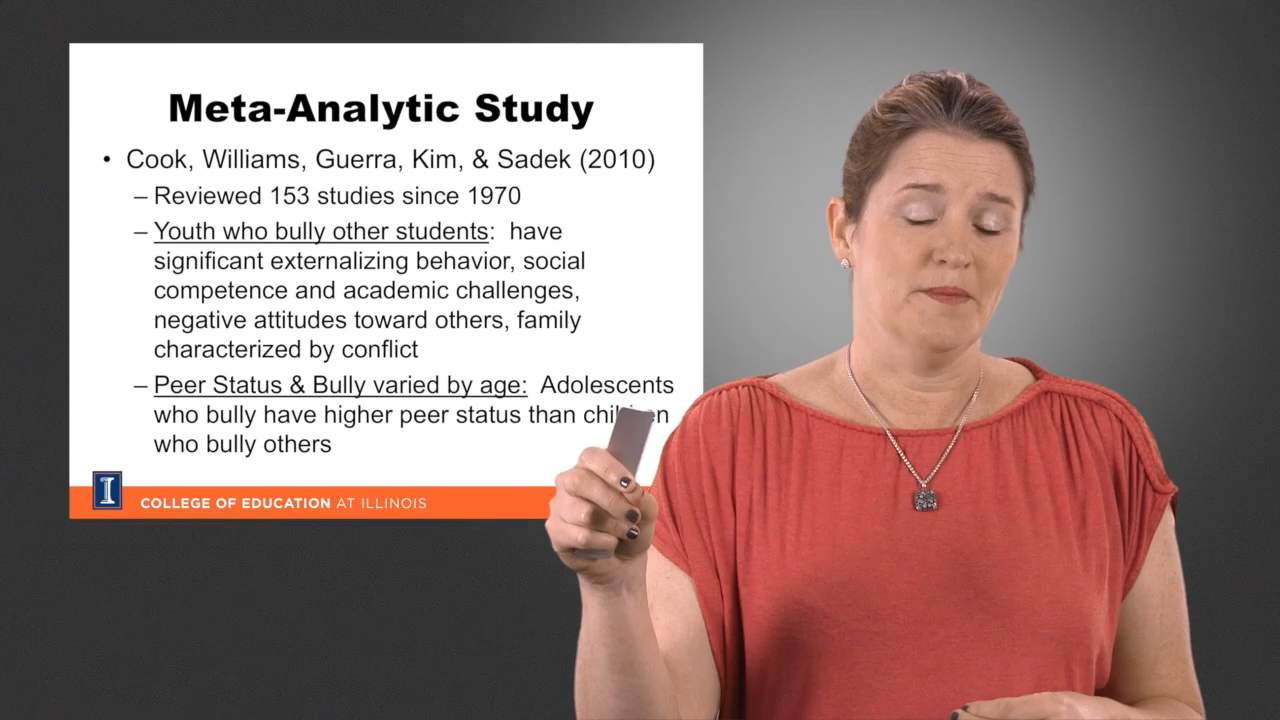 Meta-Analytic Study
• Cook, Williams, Guerra, Kim, & Sadek (2010)
– Reviewed 153 studies since 1970
– Youth who bully other students: have
significant externalizing behavior, social
competence and academic challenges,
negative attitudes toward others, family
characterized by conflict
– Peer Status & Bully varied by age: Adolescents
who bully have higher peer status than children
who bully others
I
COLLEGE OF EDUCATION AT ILLINOIS